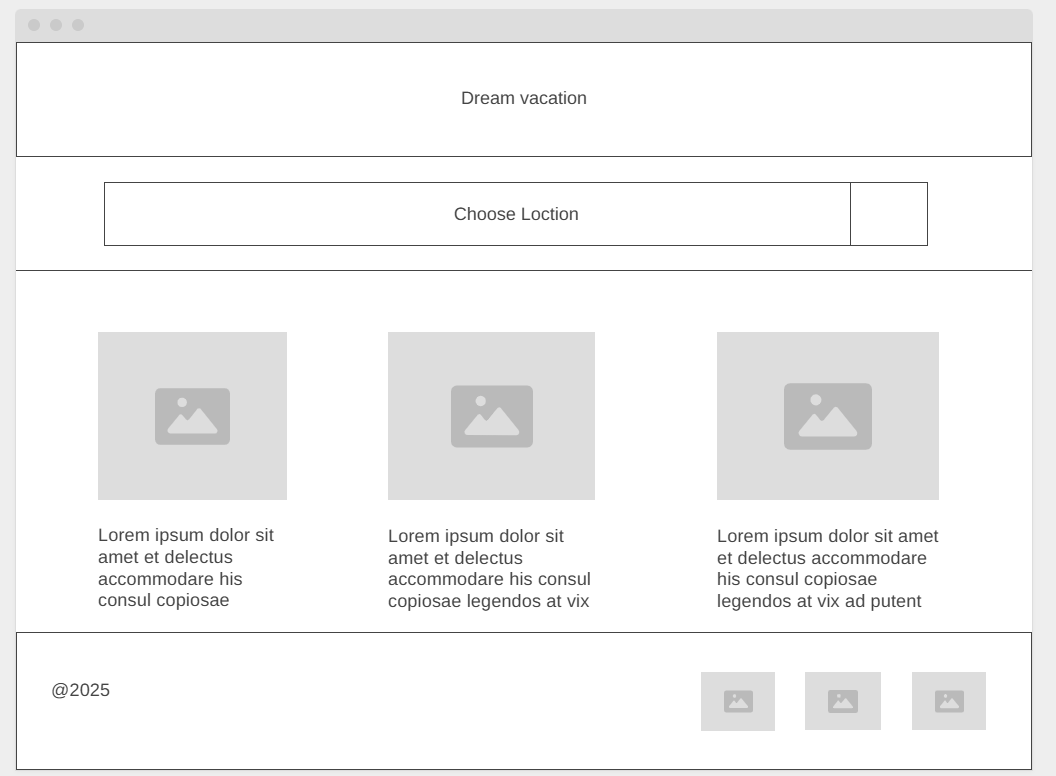 Dream vacation
Choose Loction
Lorem ipsum dolor sit
amet et delectus
accommodare his
consul copiosae
Lorem ipsum dolor sit
amet et delectus
accommodare his consul
copiosae legendos at vix
Lorem ipsum dolor sit amet
et delectus accommodare
his consul copiosae
legendos at vix ad putent
@2025